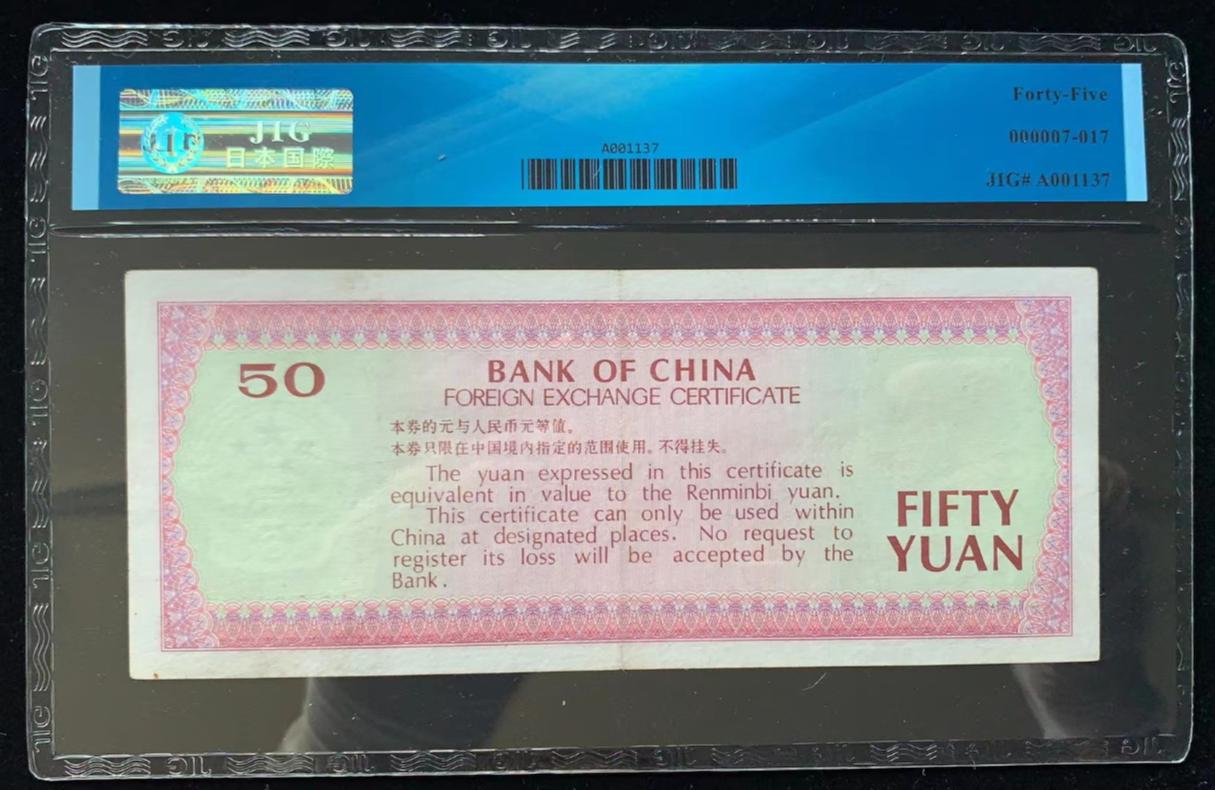 JIG
日本国際
A001137
Forty-Five
000007-017
JIG# A001137
50
BANK OF CHINA
FOREIGN EXCHANGE CERTIFICATE
本券的元与人民币元等值。
本券只限在中国境内指定的范围使用。不得挂失。
The yuan expressed in this certificate is
equivalent in value to the Renminbi yuan.
This certificate can only be used within
China at designated places. No request to
register its loss will be accepted by the
Bank.
FIFTY
YUAN